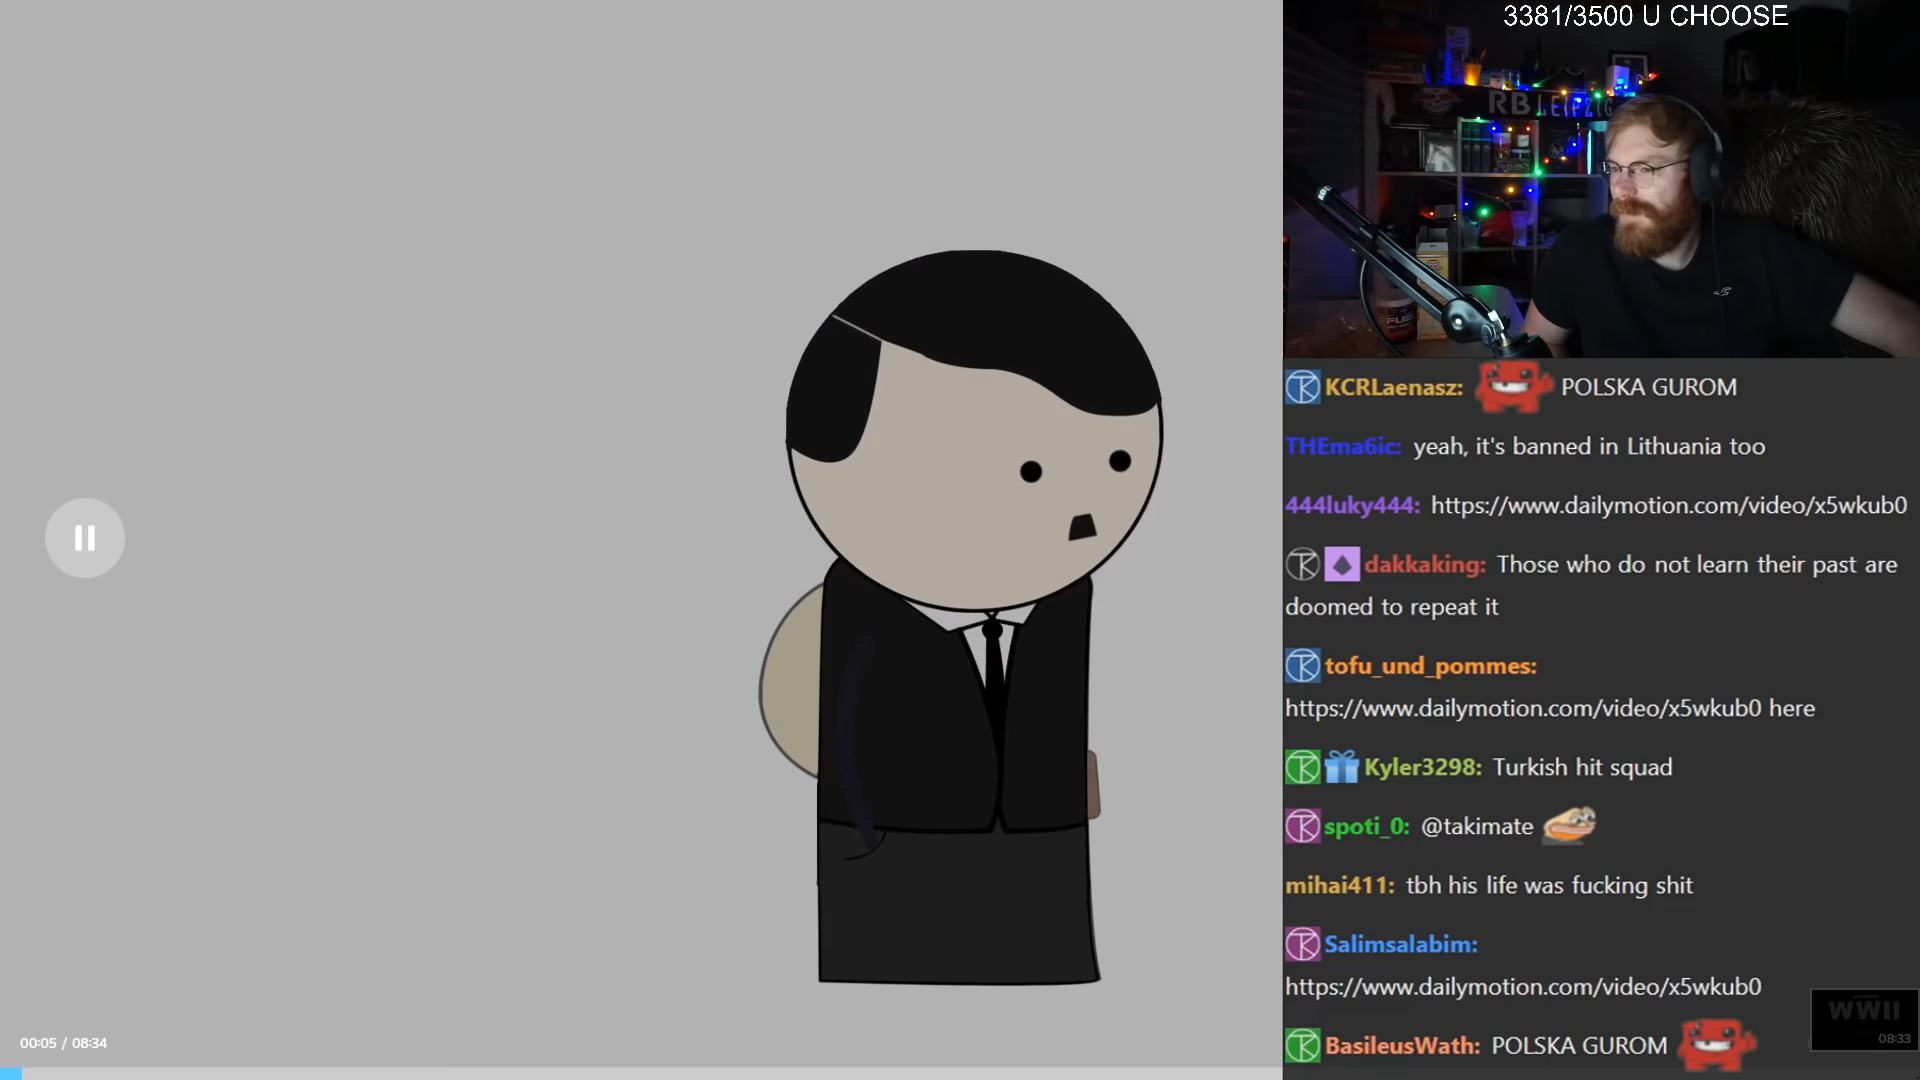 3381/3500 U CHOOSE
RB LEIPZIG
KCRLaenasz: POLSKA GUROM
THEma6ic: yeah, it's banned in Lithuania too
444luky444: https://www.dailymotion.com/video/x5wkub0
dakkaking: Those who do not learn their past are
doomed to repeat it
tofu_und_pommes:
https://www.dailymotion.com/video/x5wkub0 here
Kyler3298: Turkish hit squad
spoti_0: @takimate
mihai411: tbh his life was fucking shit
Salimsalabim:
https://www.dailymotion.com/video/x5wkub0
WWII
08:33
BasileusWath: POLSKA GUROM
00:05 / 08:34